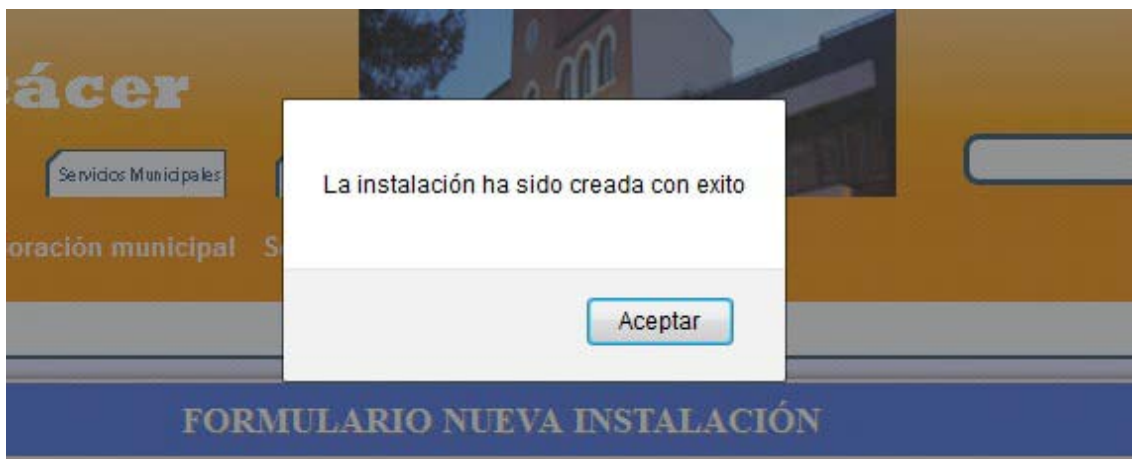 ácer
Servicios Municipales
La instalación ha sido creada con exito
oración municipal S
Aceptar
FORMULARIO NUEVA INSTALACIÓN